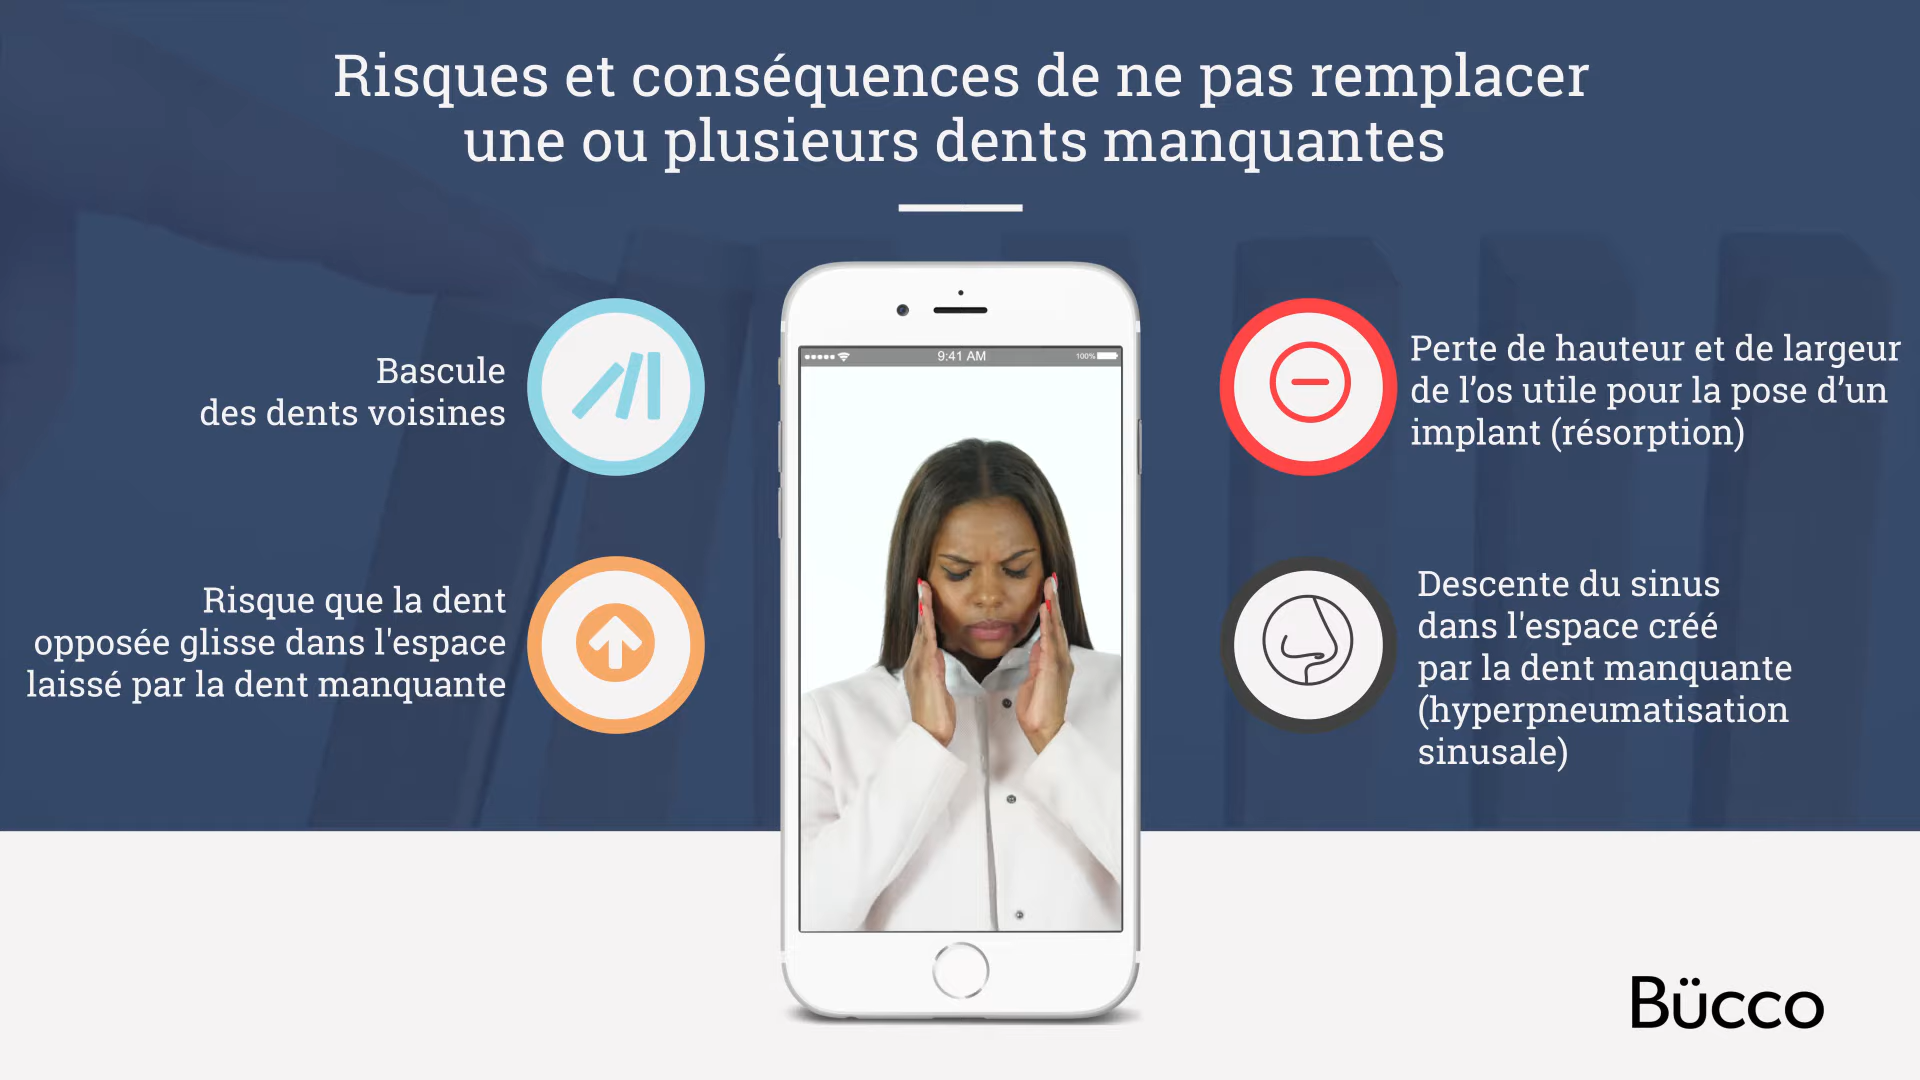 Risques et conséquences de ne pas remplacer
une ou plusieurs dents manquantes
9:41 AM
100%
Bascule
des dents voisines
Risque que la dent
opposée glisse dans l'espace
laissé par la dent manquante
Perte de hauteur et de largeur
de l’os utile pour la pose d’un
implant (résorption)
Descente du sinus
dans l'espace créé
par la dent manquante
(hyperpneumatisation
sinusale)
Bücco